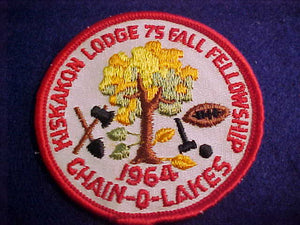 KISKAKON LODGE 75 FALL FELLOWSHIP
1964
CHAIN-O-LAKES